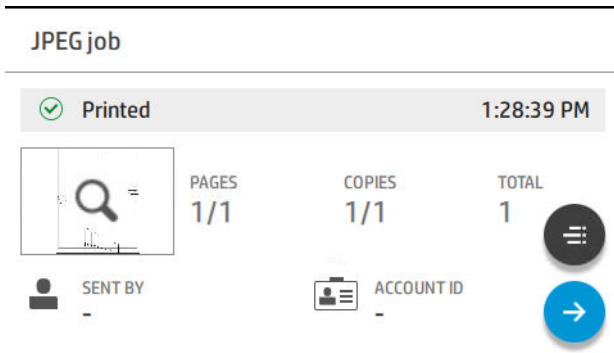 JPEG job
Printed 1:28:39 PM
PAGES COPIES TOTAL
1/1 1/1 1
SENT BY ACCOUNT ID
- -